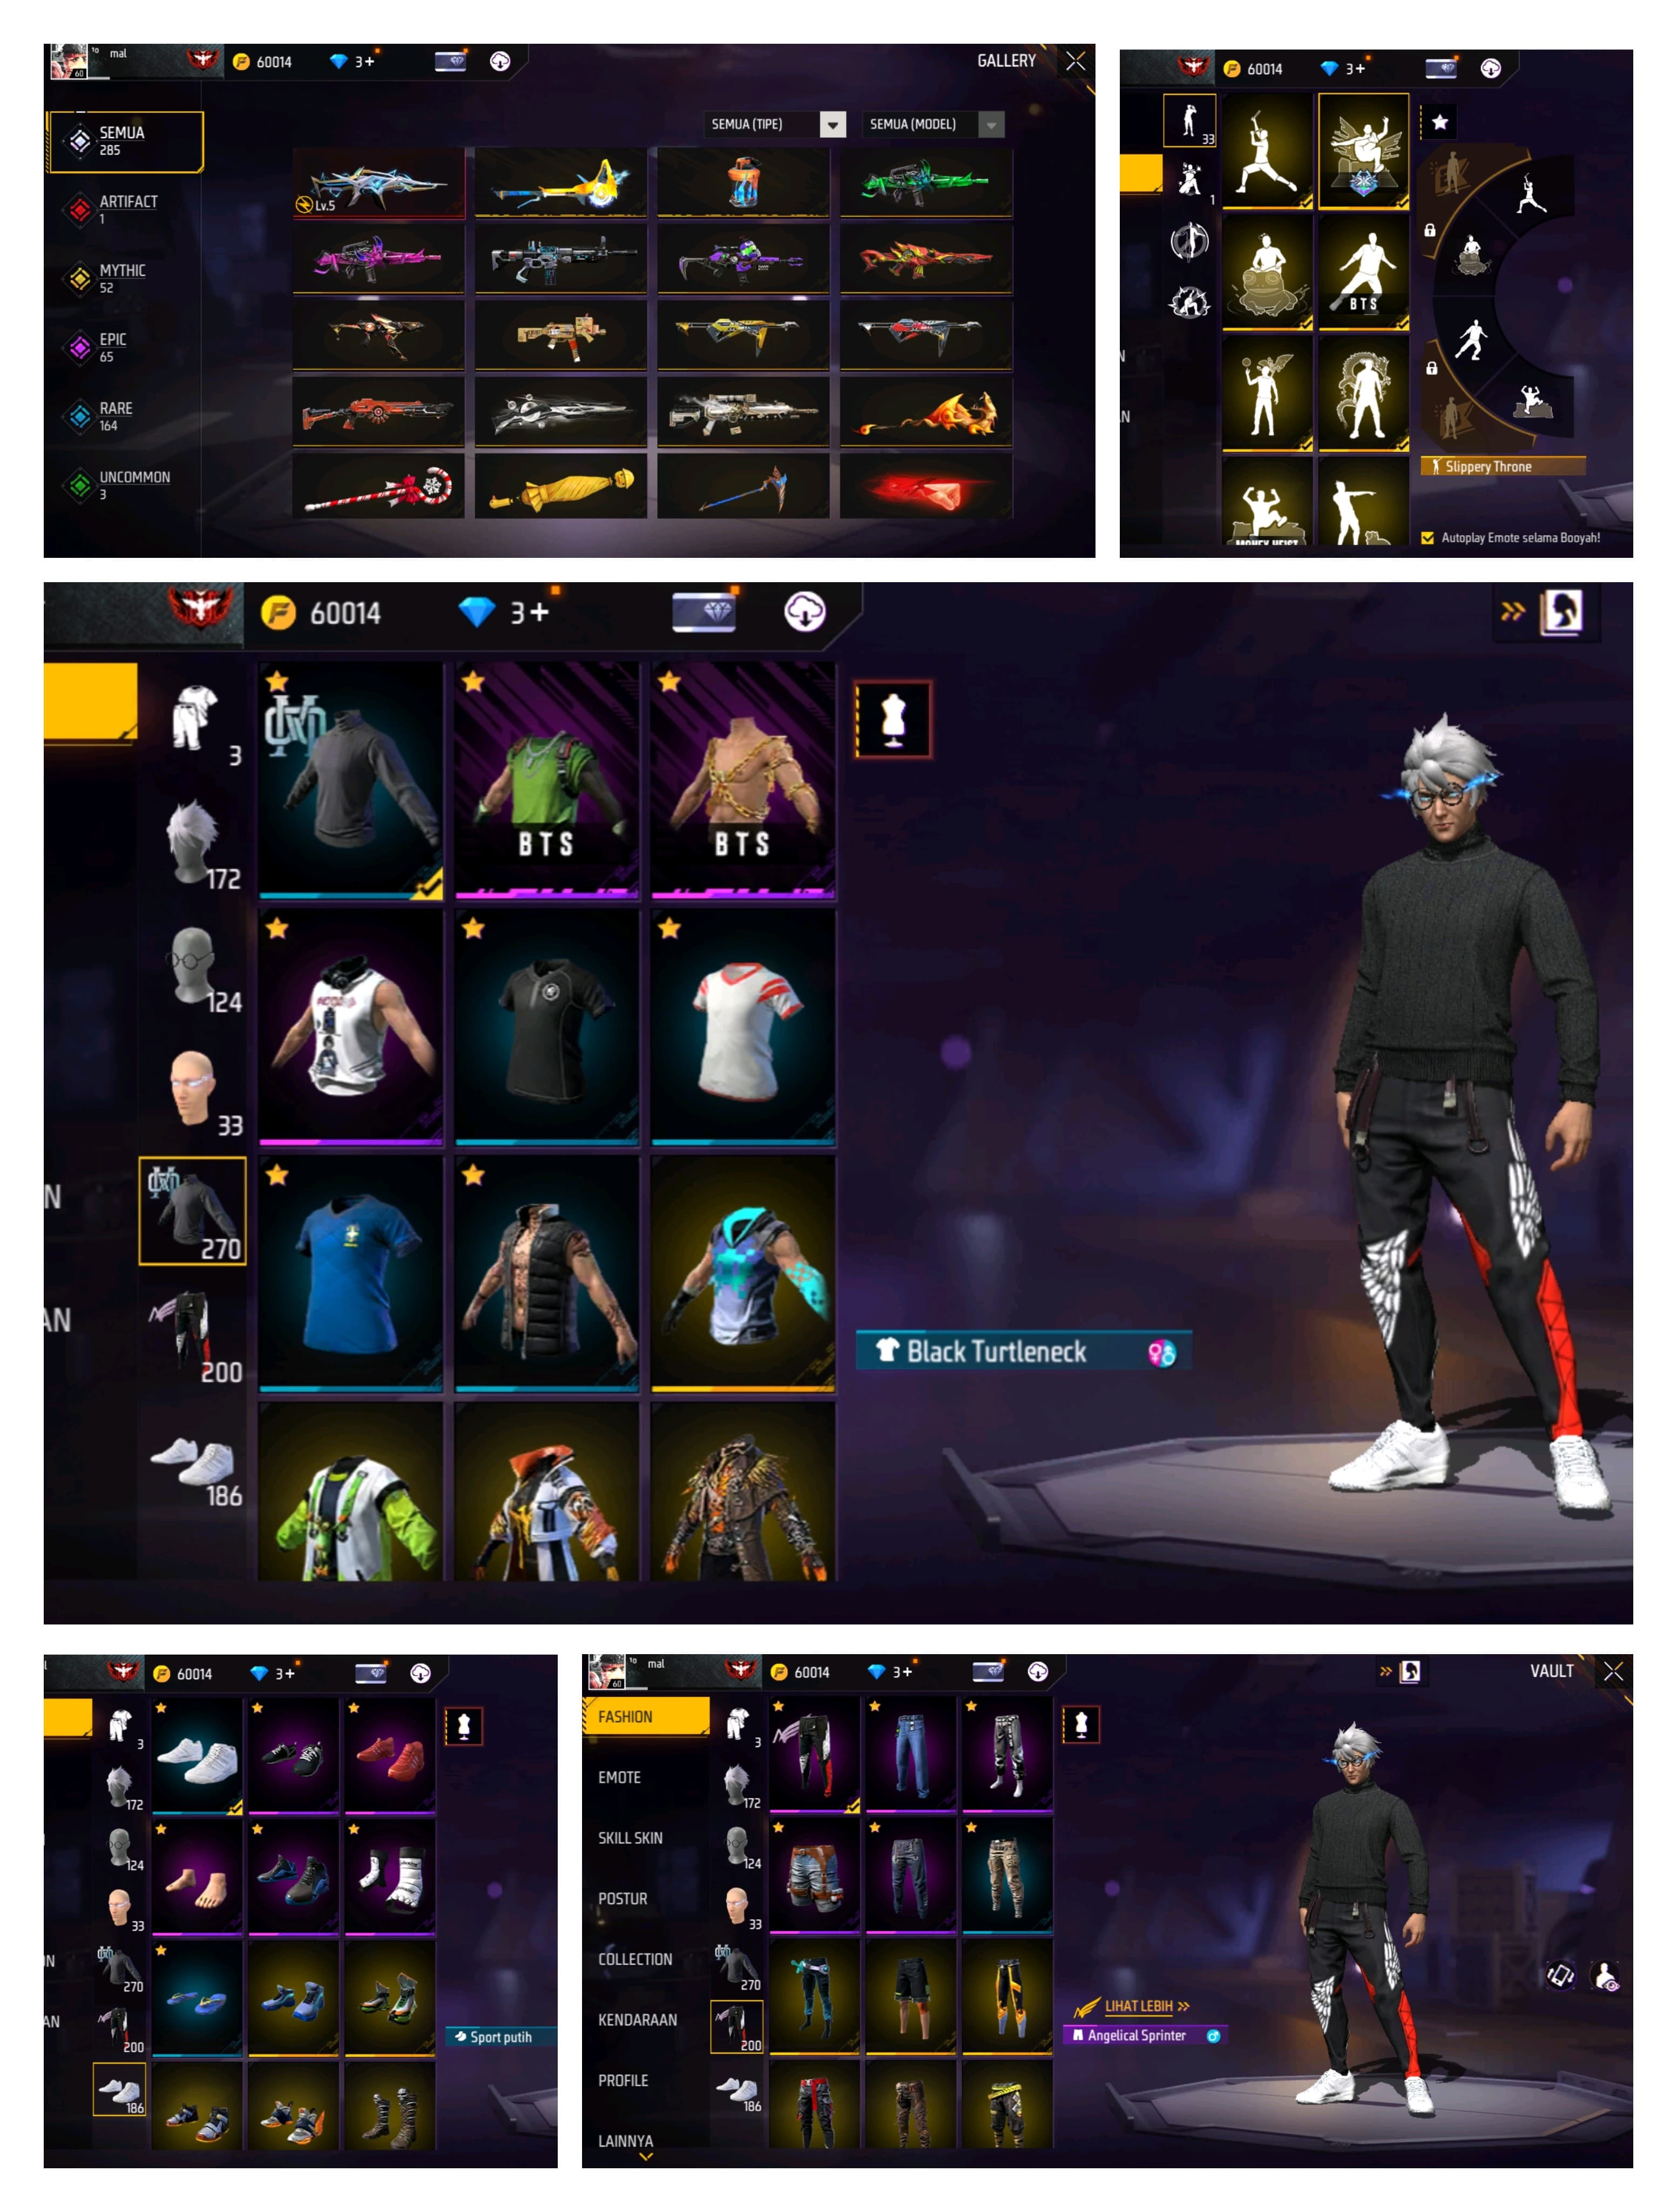 10 mal
60
60014
3+
GALLERY
SEMUA
285
SEMUA (TIPE)
SEMUA (MODEL)
ARTIFACT
1
MYTHIC
52
EPIC
65
RARE
164
UNCOMMON
3
Lv.5
60014
3+
33
1
BTS
N
N
Slippery Throne
MONEY HEIST
Autoplay Emote selama Booyah!
60014
3+
3
172
124
33
270
200
186
BTS
BTS
N
AN
Black Turtleneck
60014
3+
3
172
124
33
270
200
186
N
AN
Sport putih
10 mal
60
60014
3+
VAULT
FASHION
EMOTE
SKILL SKIN
POSTUR
COLLECTION
KENDARAAN
PROFILE
LAINNYA
3
172
124
33
270
200
186
LIHAT LEBIH
Angelical Sprinter